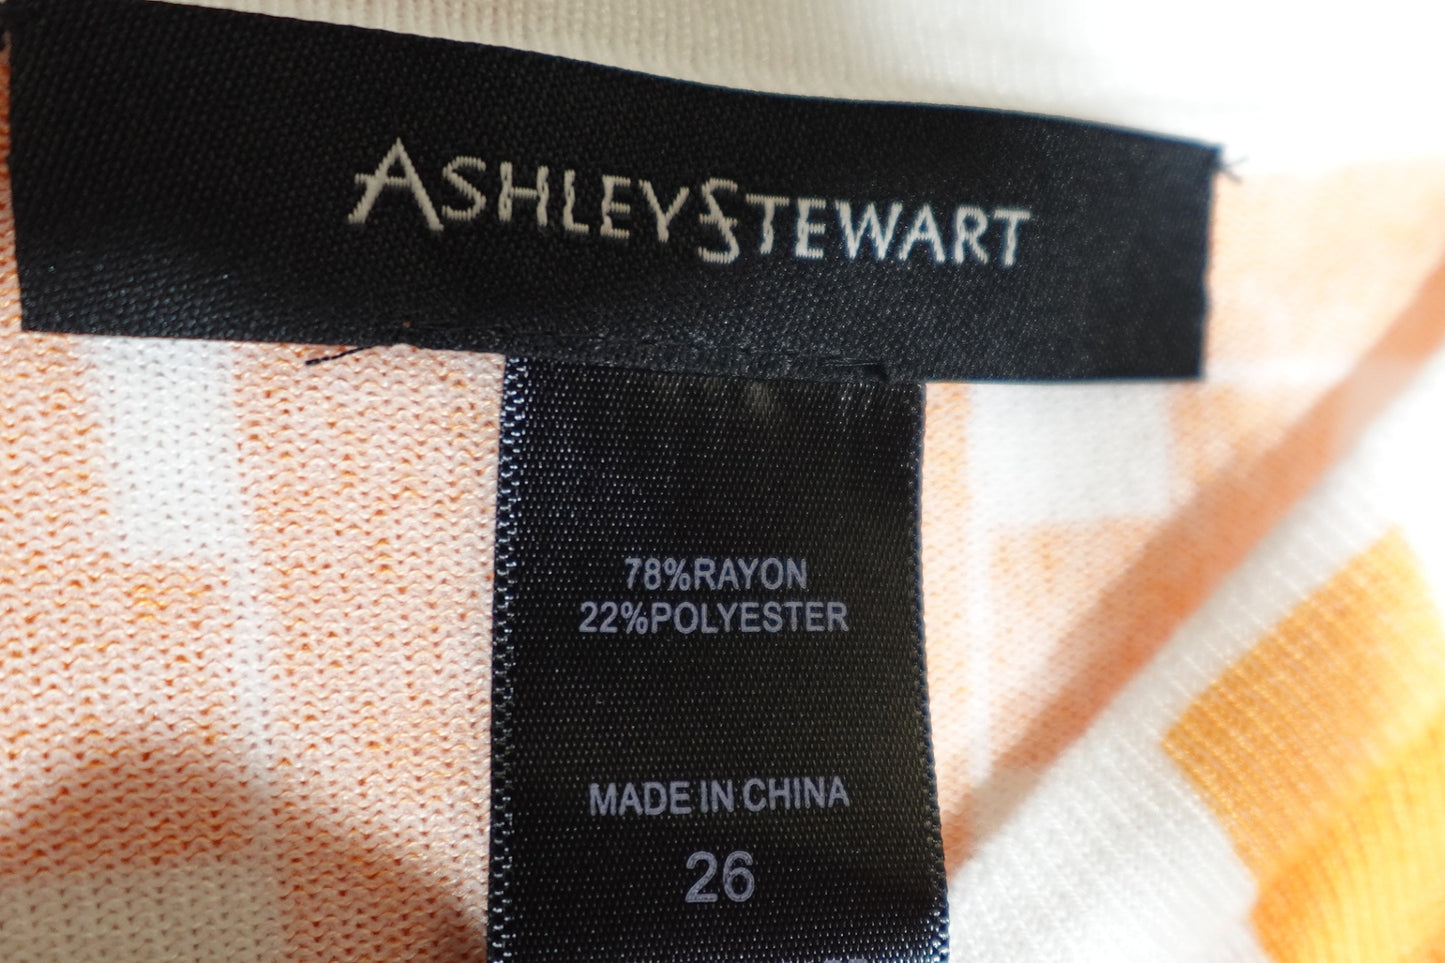 ASHLEYSTEWART
78%RAYON
22%POLYESTER
MADE IN CHINA
26